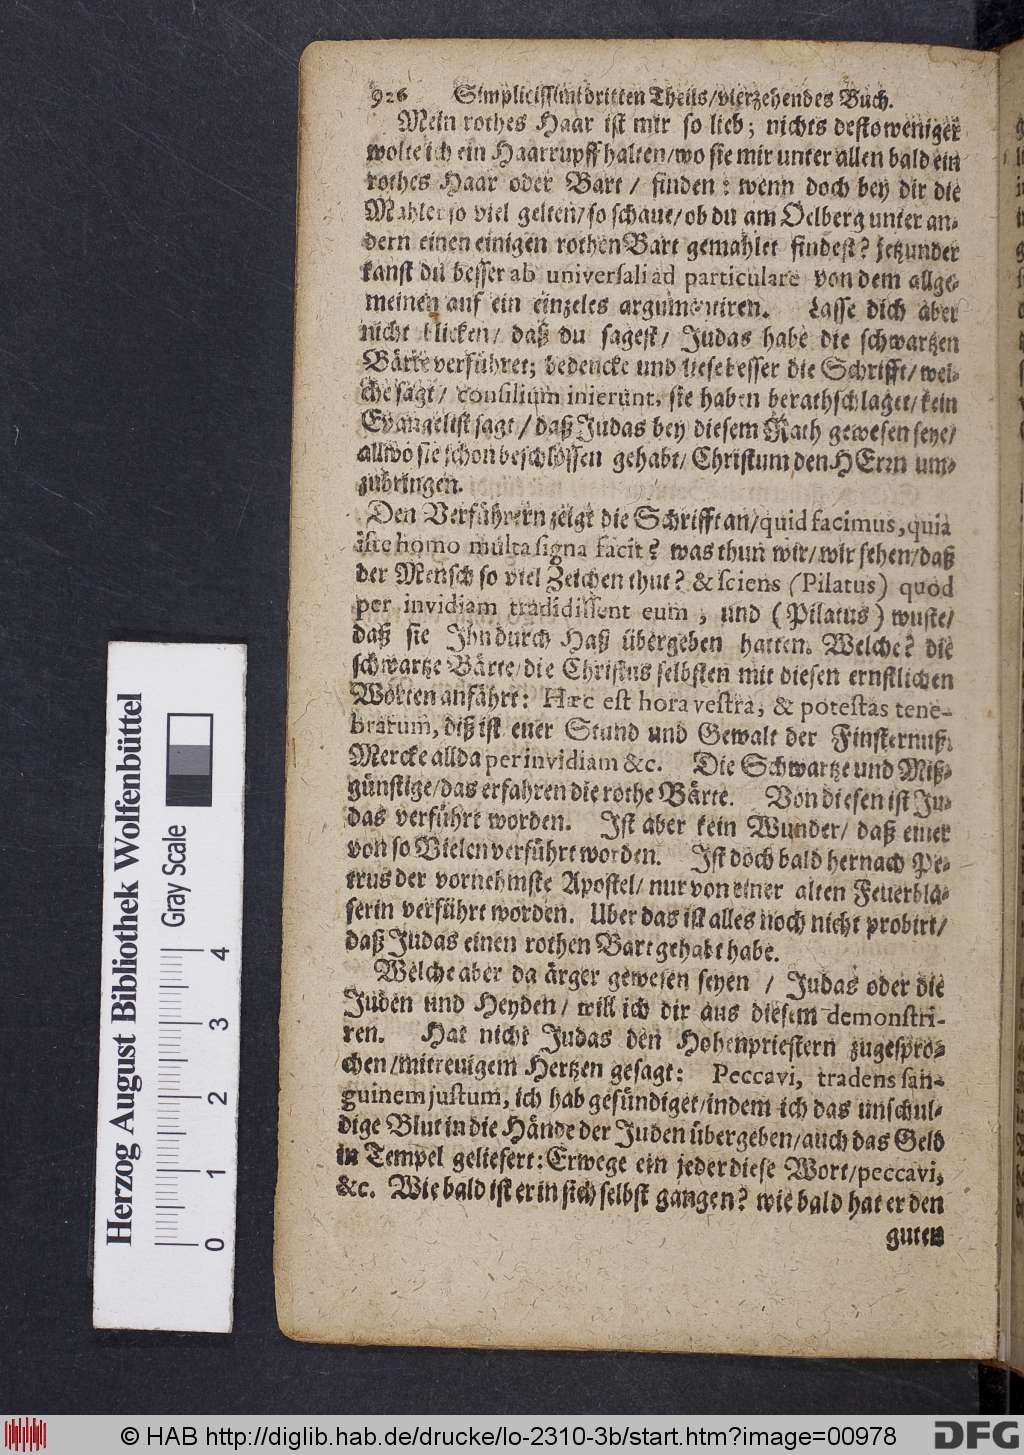 926 Simplicissimi dritten Theils/vierzehendes Buch.
Mein rothes Haar ist mir so lieb; nichts destoweniger
wolte ich ein Haarrupff halten/wo sie mir unter allen bald ein
rothes Haar oder Bart / finden: wenn doch bey dir die
Mahler so viel gelten/so schaue/ob du am Oelberg unter an-
dern einen einigen rothen Bart gemahlet findest? Jetzunder
kanst du besser ab universali ad particulare von dem allge-
meinen auf ein einzeles argumentiren. Lasse dich aber
nicht blicken/ daß du sagest/ Judas habe die schwartzen
Bärte verführet; bedencke und liese besser die Schrifft/wel-
che sagt/ consilium inierunt, sie haben berathschlaget/kein
Evangelist sagt/daß Judas bey diesem Rath gewesen seye/
allwo sie schon beschlossen gehabt/Christum den HErrn um-
zubringen.
Den Verführern zeigt die Schrifft an/quid facimus, quia
iste homo multa signa facit? was thun wir/wir sehen/daß
der Mensch so viel Zeichen thut? & sciens (Pilatus) quod
per invidiam tradidissent eum, und (Pilatus) wuste/
daß sie Ihn durch Haß übergeben hatten. Welche? die
schwartze Bärte/die Christus selbsten mit diesen ernstlichen
Worten anfährt: Hæc est hora vestra, & potestas tene-
brarum, diß ist euer Stund und Gewalt der Finsternuß.
Mercke allda per invidiam &c. Die Schwartze und Miß-
günstige/das erfahren die rothe Bärte. Von diesen ist Ju-
das verführt worden. Ist aber kein Wunder/ daß einer
von so Vielen verführt worden. Ist doch bald hernach Pe-
trus der vornehmste Apostel/ nur von einer alten Feuerblä-
serin verführt worden. Uber das ist alles noch nicht probirt/
daß Judas einen rothen Bart gehabt habe.
Welche aber da ärger gewesen seyen / Judas oder die
Juden und Heyden/ will ich dir aus diesem demonstri-
ren. Hat nicht Judas den Hohenpriestern zugespro-
chen/mit reuigem Hertzen gesagt: Peccavi, tradens san-
guinem justum, ich hab gesündiget/indem ich das unschul-
dige Blut in die Hände der Juden übergeben/auch das Geld
in Tempel geliefert: Erwege ein jeder diese Wort/peccavi,
&c. Wie bald ist er in sich selbst gangen? wie bald hat er den
guten
Herzog August Bibliothek Wolfenbüttel
Gray Scale
0 1 2 3 4
© HAB http://diglib.hab.de/drucke/lo-2310-3b/start.htm?image=00978
DFG